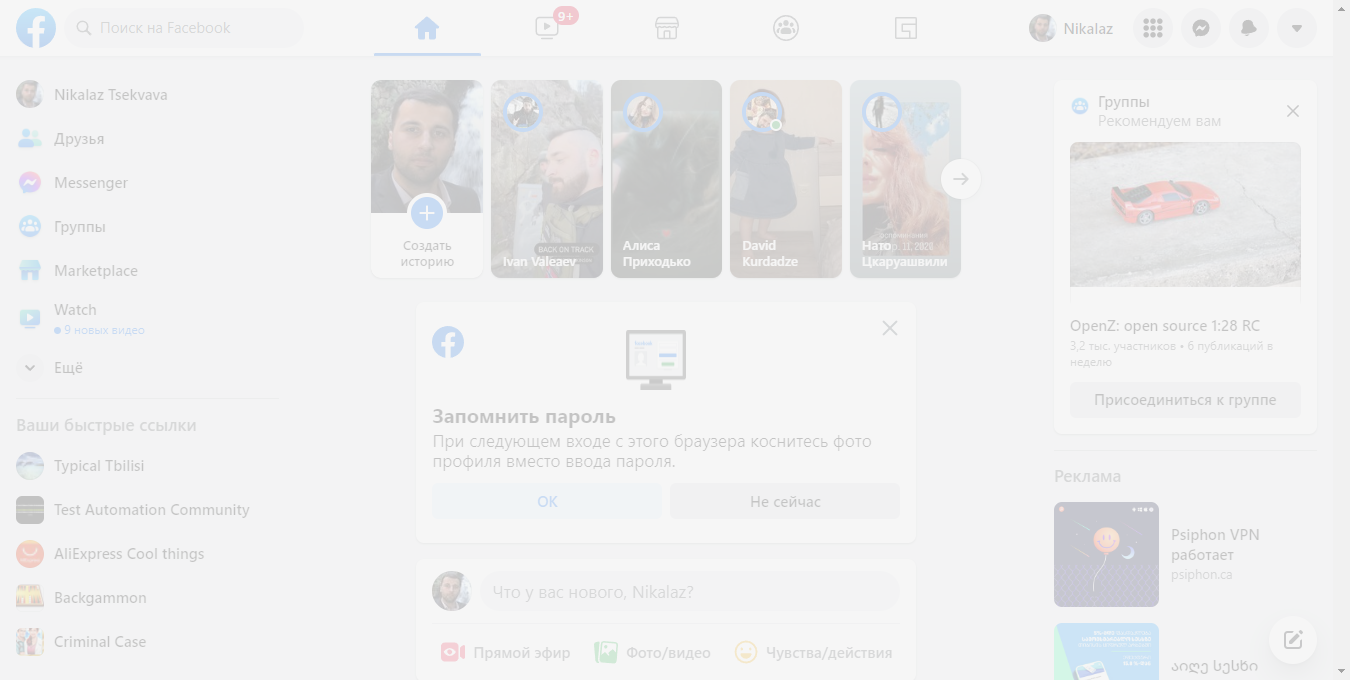 Поиск на Facebook
9+
Nikalaz
Nikalaz Tsekvava
Друзья
Messenger
Группы
Marketplace
Watch
9 новых видео
Ещё
Ваши быстрые ссылки
Typical Tbilisi
Test Automation Community
AliExpress Cool things
Backgammon
Criminal Case
Создать
историю
BACK ON TRACK
Ivan Valeaev
Алиса
Приходько
David
Kurdadze
Нато
Цкаруашвили
Запомнить пароль
При следующем входе с этого браузера коснитесь фото
профиля вместо ввода пароля.
ОК
Не сейчас
Что у вас нового, Nikalaz?
Прямой эфир
Фото/видео
Чувства/действия
Группы
Рекомендуем вам
OpenZ: open source 1:28 RC
3,2 тыс. участников • 6 публикаций в
неделю
Присоединиться к группе
Реклама
Psiphon VPN
работает
psiphon.ca
აიღე სესხი